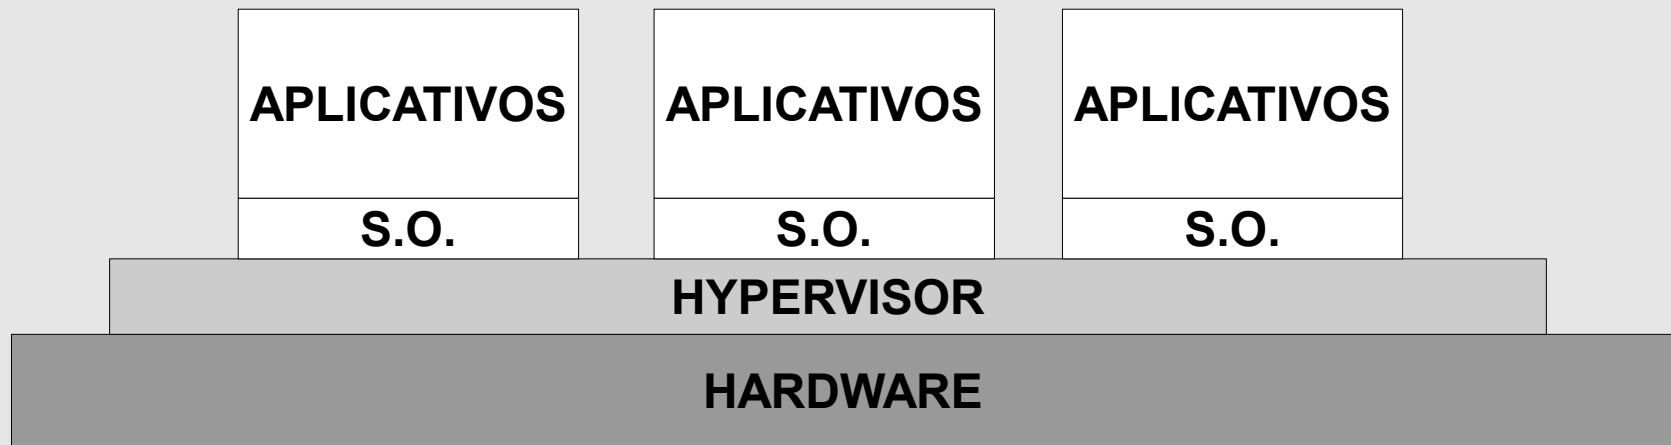 APLICATIVOS
APLICATIVOS
APLICATIVOS
S.O.
S.O.
S.O.
HYPERVISOR
HARDWARE